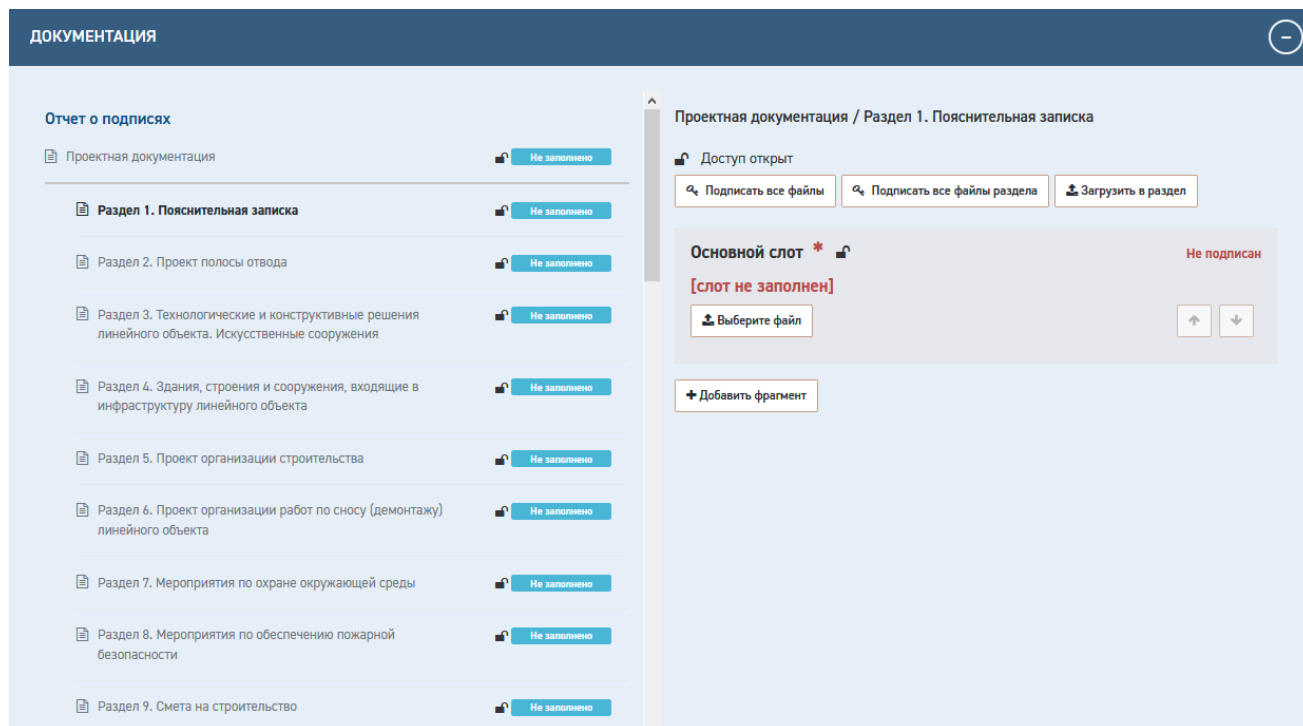 ДОКУМЕНТАЦИЯ
Отчет о подписях
Проектная документация
Не заполнено
Раздел 1. Пояснительная записка
Не заполнено
Раздел 2. Проект полосы отвода
Не заполнено
Раздел 3. Технологические и конструктивные решения
линейного объекта. Искусственные сооружения
Не заполнено
Раздел 4. Здания, строения и сооружения, входящие в
инфраструктуру линейного объекта
Не заполнено
Раздел 5. Проект организации строительства
Не заполнено
Раздел 6. Проект организации работ по сносу (демонтажу)
линейного объекта
Не заполнено
Раздел 7. Мероприятия по охране окружающей среды
Не заполнено
Раздел 8. Мероприятия по обеспечению пожарной
безопасности
Не заполнено
Раздел 9. Смета на строительство
Не заполнено
Проектная документация / Раздел 1. Пояснительная записка
Доступ открыт
Подписать все файлы
Подписать все файлы раздела
Загрузить в раздел
Основной слот *
Не подписан
[слот не заполнен]
Выберите файл
Добавить фрагмент